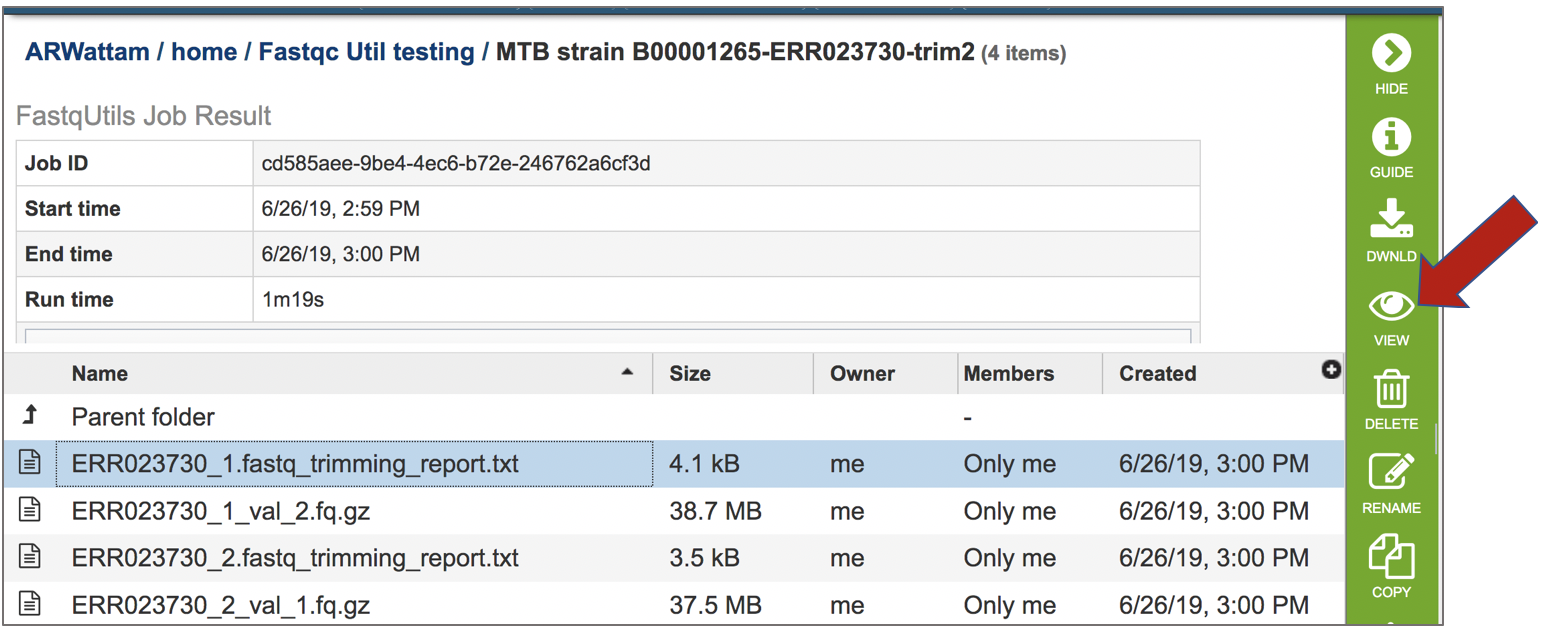 ARWattam / home / Fastqc Util testing / MTB strain B00001265-ERR023730-trim2 (4 items)
FastqUtils Job Result
Job ID cd585aee-9be4-4ec6-b72e-246762a6cf3d
Start time 6/26/19, 2:59 PM
End time 6/26/19, 3:00 PM
Run time 1m19s
Name Size Owner Members Created
Parent folder -
ERR023730_1.fastq_trimming_report.txt 4.1 kB me Only me 6/26/19, 3:00 PM
ERR023730_1_val_2.fq.gz 38.7 MB me Only me 6/26/19, 3:00 PM
ERR023730_2.fastq_trimming_report.txt 3.5 kB me Only me 6/26/19, 3:00 PM
ERR023730_2_val_1.fq.gz 37.5 MB me Only me 6/26/19, 3:00 PM
HIDE
GUIDE
DWNLD
VIEW
DELETE
RENAME
COPY